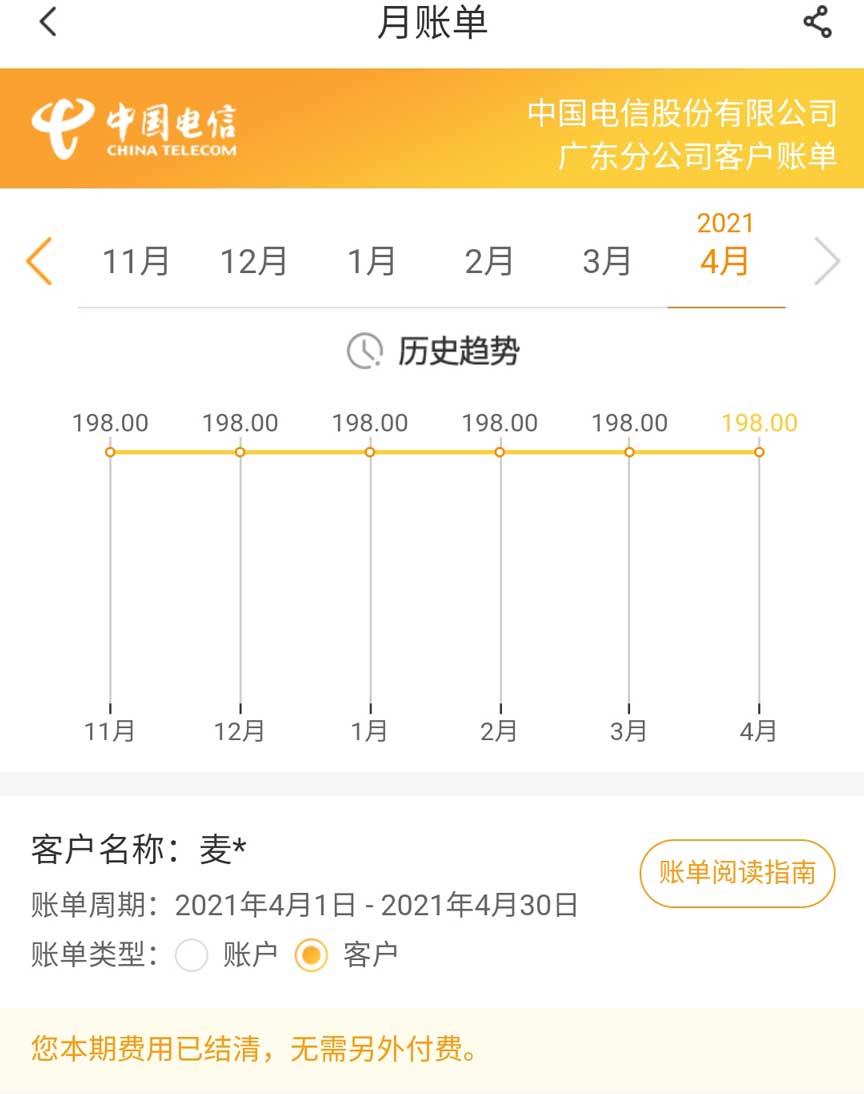 月账单
中国电信
CHINA TELECOM
中国电信股份有限公司
广东分公司客户账单
2021
11月 12月 1月 2月 3月 4月
历史趋势
198.00 198.00 198.00 198.00 198.00 198.00
11月 12月 1月 2月 3月 4月
客户名称：麦*
账单阅读指南
账单周期：2021年4月1日 - 2021年4月30日
账单类型： 账户 客户
您本期费用已结清，无需另外付费。